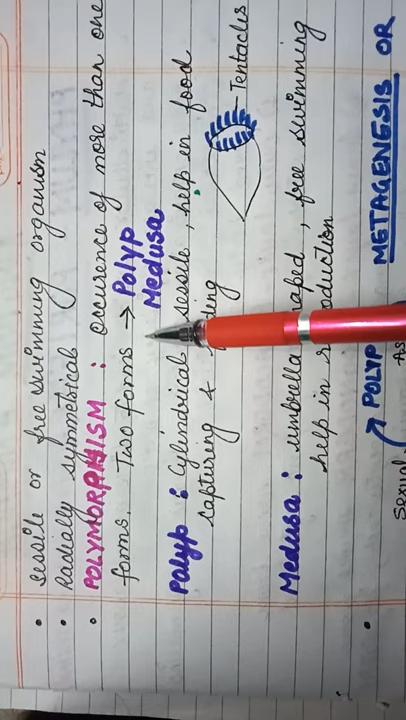 • sessile or free swimming organism
• Radially symmetrical
• POLYMORPHISM : occurence of more than one
forms. Two forms → Polyp
Medusa
Polyp : Cylindrical, sessile, help in food
capturing +
Tentacles
Medusa : umbrella, free swimming
help in
• METAGENESIS OR
POLYP
Sexual